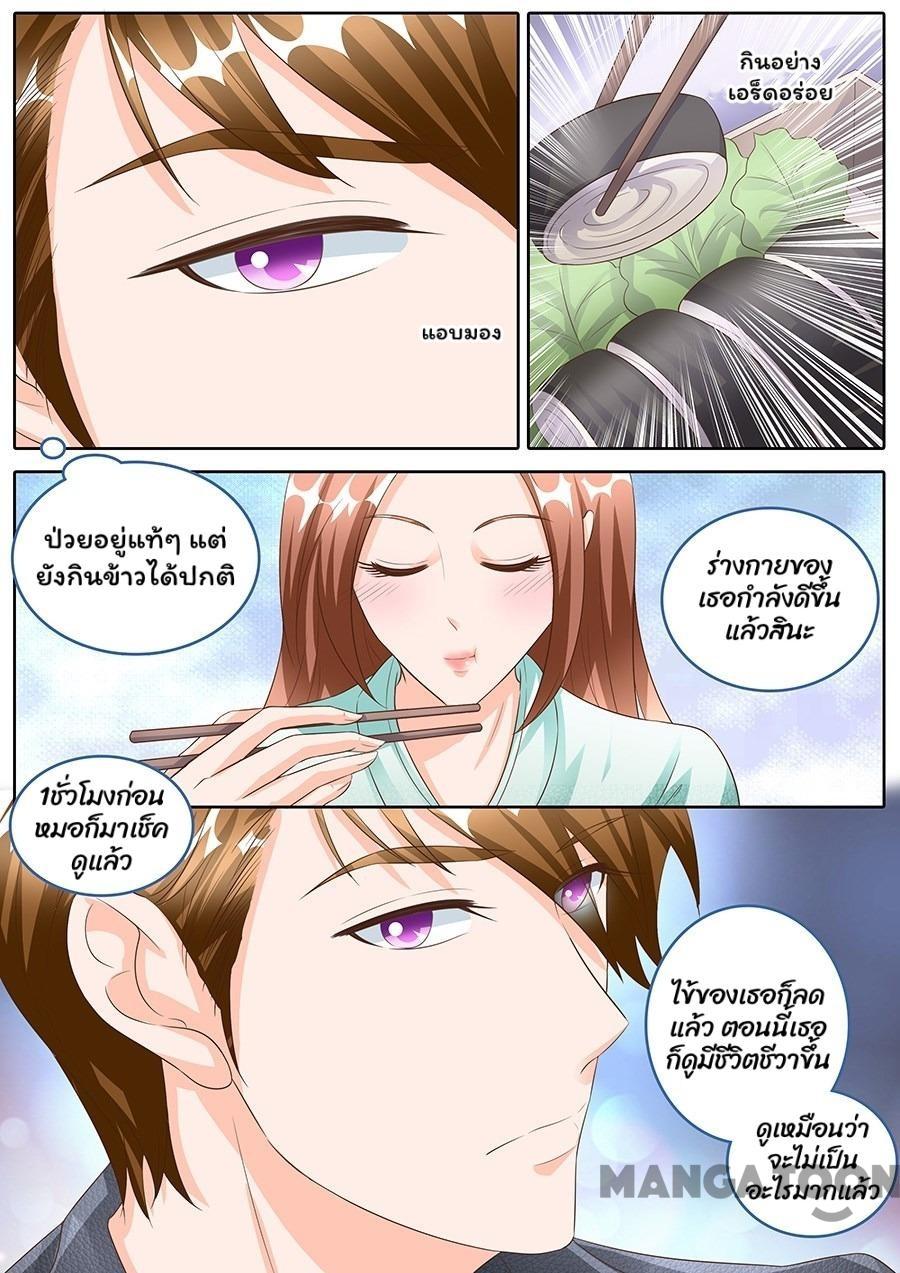 แอบมอง
กินอย่าง
เอร็ดอร่อย
ป่วยอยู่แท้ๆ แต่
ยังกินข้าวได้ปกติ
ร่างกายของ
เธอกำลังดีขึ้น
แล้วสินะ
1ชั่วโมงก่อน
หมอก็มาเช็ค
ดูแล้ว
ไข้ของเธอก็ลด
แล้ว ตอนนี้เธอ
ก็ดูมีชีวิตชีวาขึ้น
ดูเหมือนว่า
จะไม่เป็น
อะไรมากแล้ว
MANGATOON